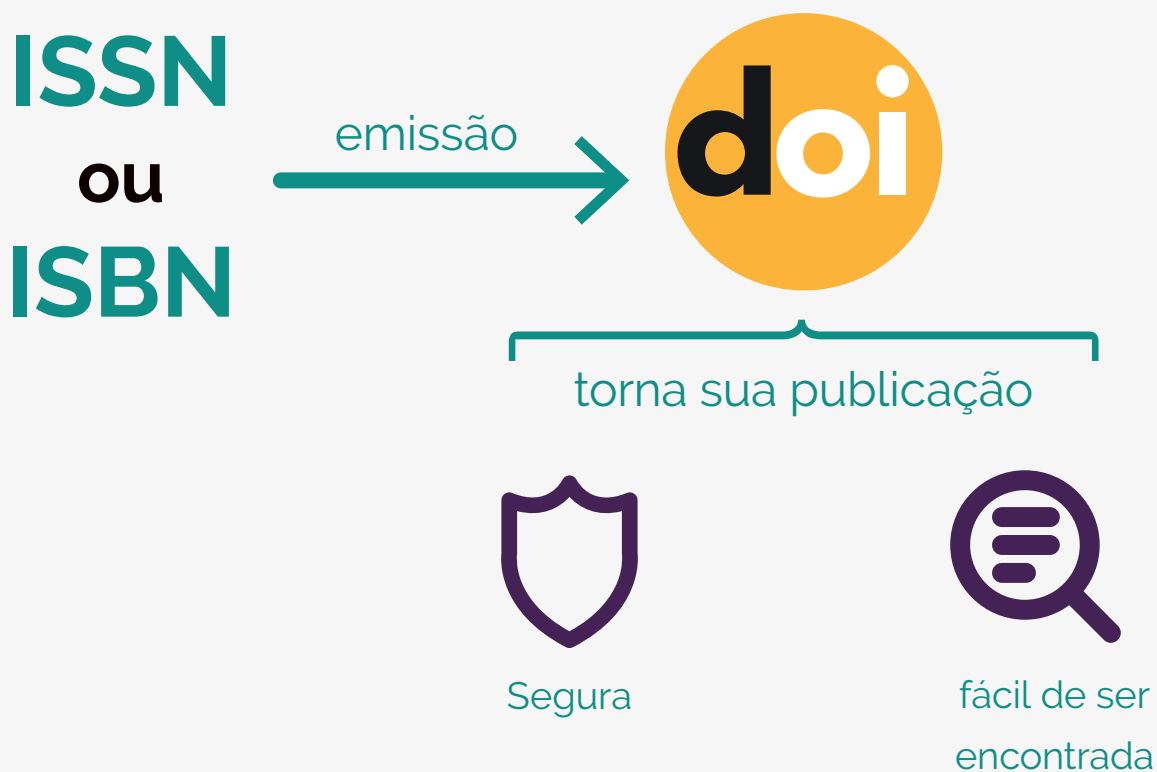 ISSN
ou
ISBN
emissão
doi
torna sua publicação
Segura
fácil de ser
encontrada